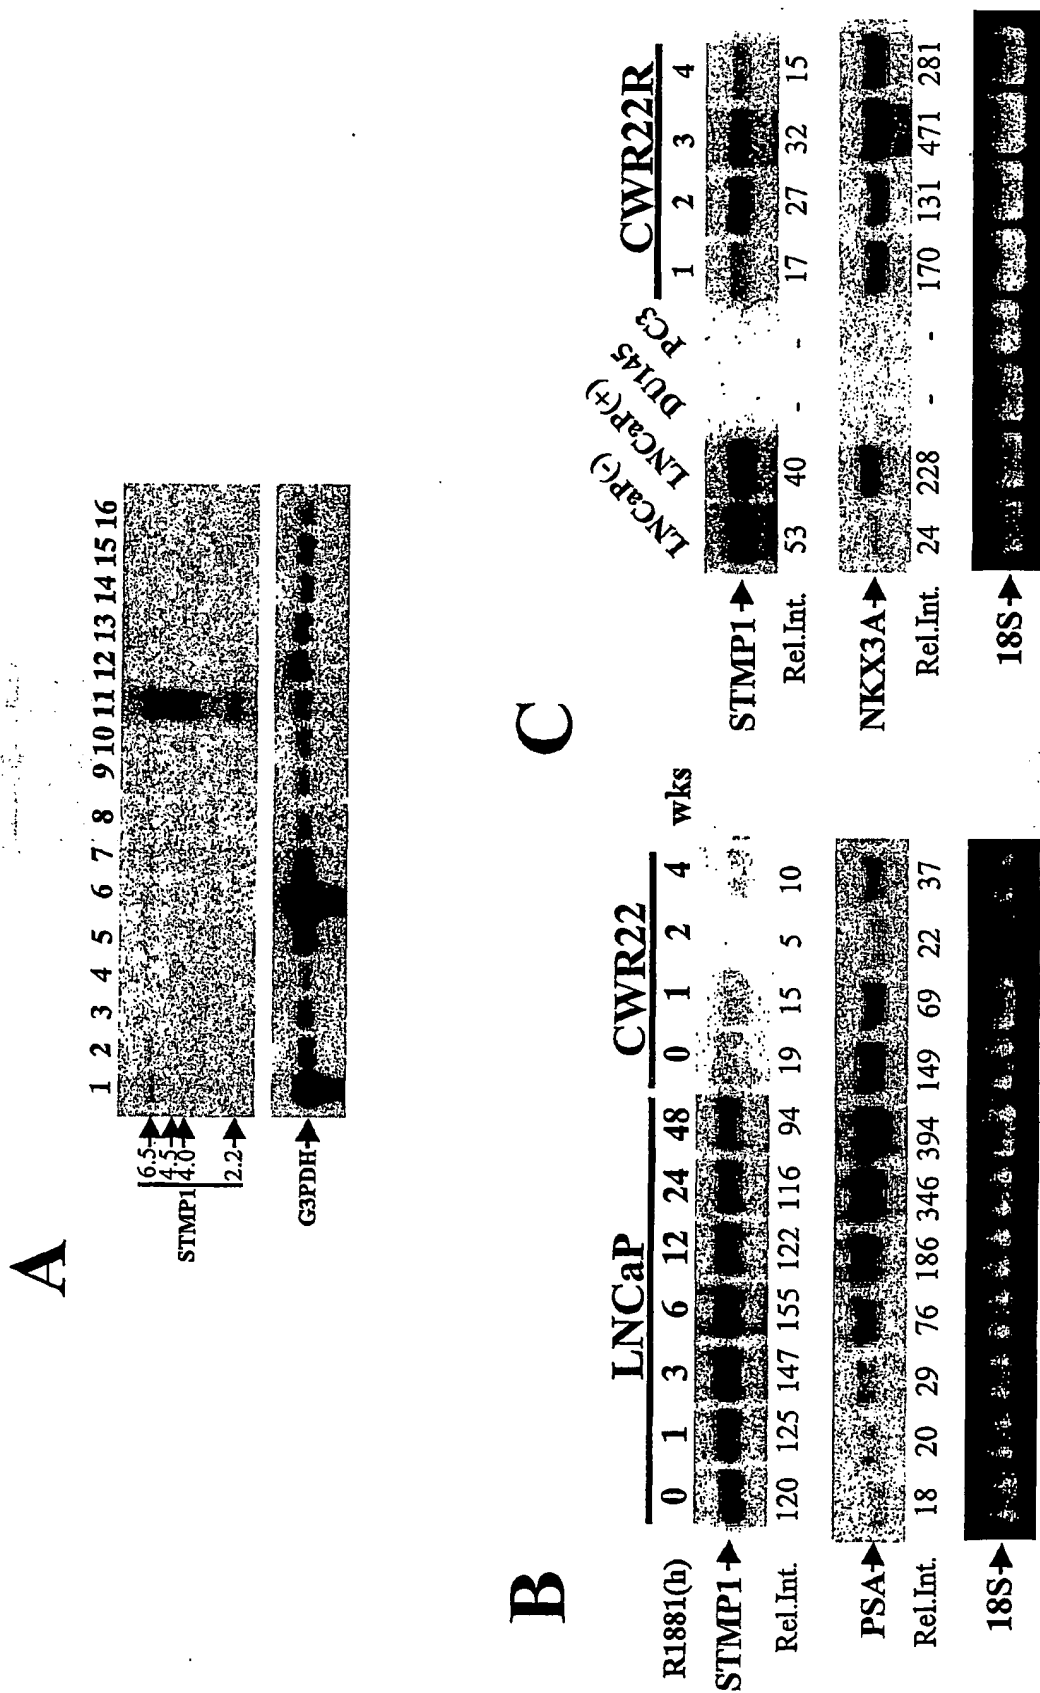 A
1 2 3 4 5 6 7 8 9 10 11 12 13 14 15 16
6.5
4.5
4.0
2.2
STMP1
G3PDH
B
LNCaP CWR22
R1881(h) 0 1 3 6 12 24 48 0 1 2 4 wks
STMP1
Rel.Int. 120 125 147 155 122 116 94 19 15 5 10
PSA
Rel.Int. 18 20 29 76 186 346 394 149 69 22 37
18S
C
LNCaP(-) LNCaP(+) DU145 PC3 CWR22R
1 2 3 4
STMP1
Rel.Int. 53 40 - - 17 27 32 15
NKX3A
Rel.Int. 24 228 - - 170 131 471 281
18S